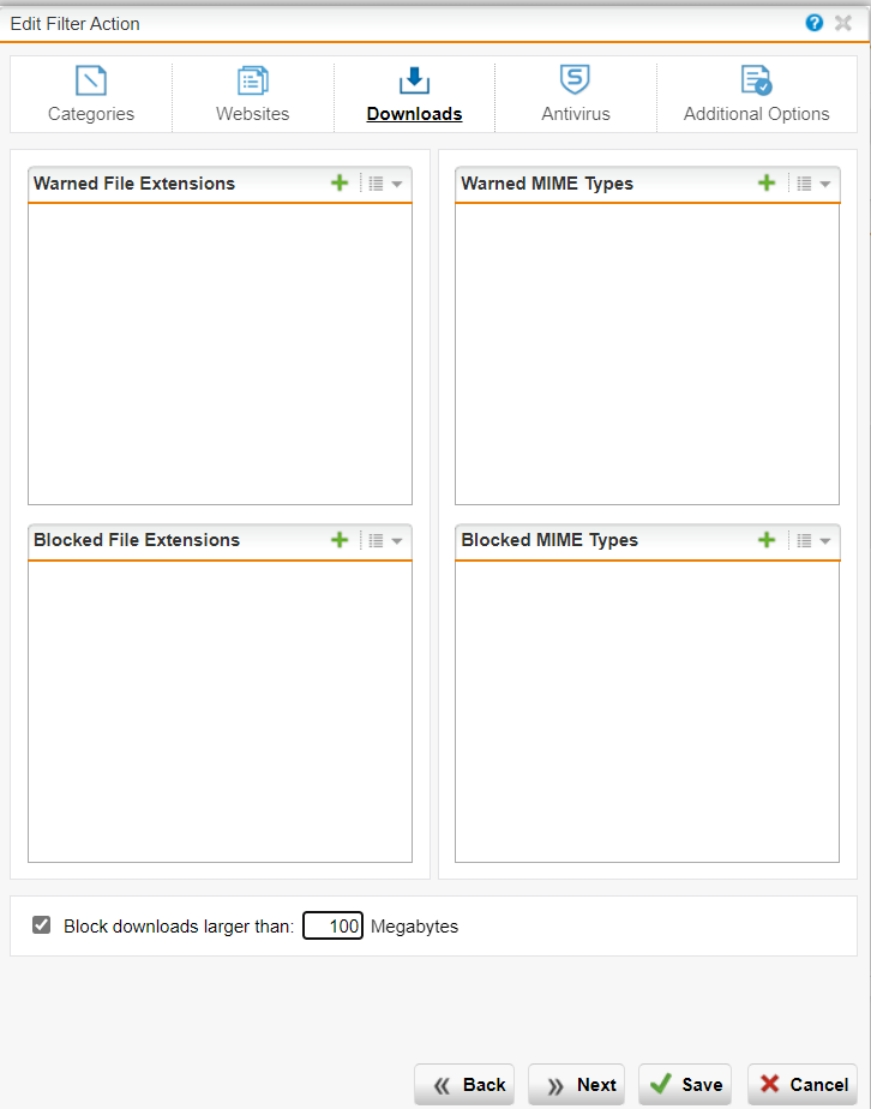 Edit Filter Action
Categories Websites Downloads Antivirus Additional Options
Warned File Extensions
Warned MIME Types
Blocked File Extensions
Blocked MIME Types
Block downloads larger than: 100 Megabytes
Back Next Save Cancel